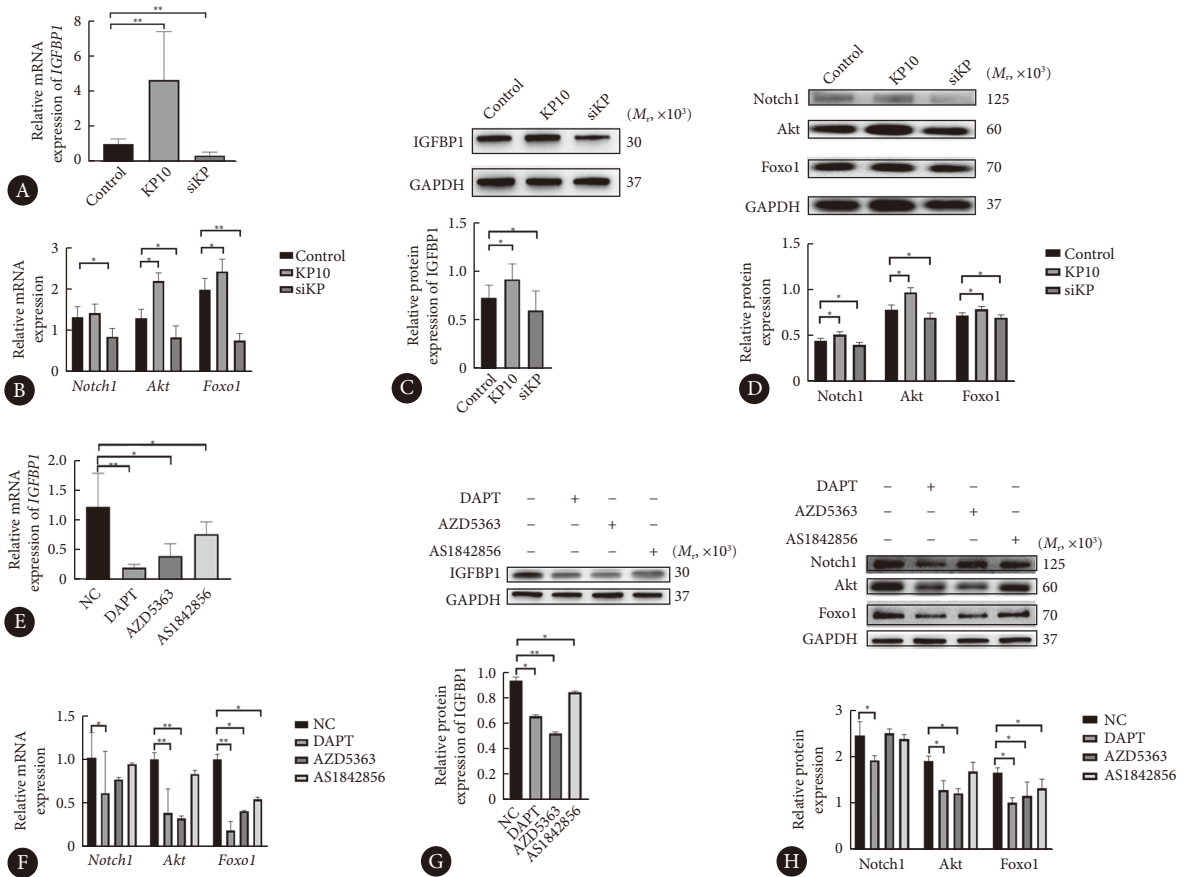 Relative mRNA
expression of IGFBP1
8
6
4
2
0
**
**
Control
KP10
siKP
A
Relative mRNA
expression
3
2
1
0
*
*
*
*
**
Notch1
Akt
Foxo1
Control
KP10
siKP
B
Control
KP10
siKP
(Mr, ×10³)
IGFBP1
30
GAPDH
37
Relative protein
expression of IGFBP1
1.5
1.0
0.5
0
*
*
Control
KP10
siKP
C
Control
KP10
siKP
(Mr, ×10³)
Notch1
125
Akt
60
Foxo1
70
GAPDH
37
Relative protein
expression
1.5
1.0
0.5
0
*
*
*
*
*
*
Notch1
Akt
Foxo1
Control
KP10
siKP
D
Relative mRNA
expression of IGFBP1
2.0
1.5
1.0
0.5
0
*
*
**
NC
DAPT
AZD5363
AS1842856
E
Relative mRNA
expression
1.5
1.0
0.5
0
*
**
**
*
*
**
Notch1
Akt
Foxo1
NC
DAPT
AZD5363
AS1842856
F
DAPT − + − −
AZD5363 − − + −
AS1842856 − − − + (Mr, ×10³)
IGFBP1
30
GAPDH
37
Relative protein
expression of IGFBP1
1.0
0.8
0.6
0.4
0.2
0
*
**
*
NC
DAPT
AZD5363
AS1842856
G
DAPT − + − −
AZD5363 − − + −
AS1842856 − − − + (Mr, ×10³)
Notch1
125
Akt
60
Foxo1
70
GAPDH
37
Relative protein
expression
3
2
1
0
*
*
*
*
*
*
Notch1
Akt
Foxo1
NC
DAPT
AZD5363
AS1842856
H